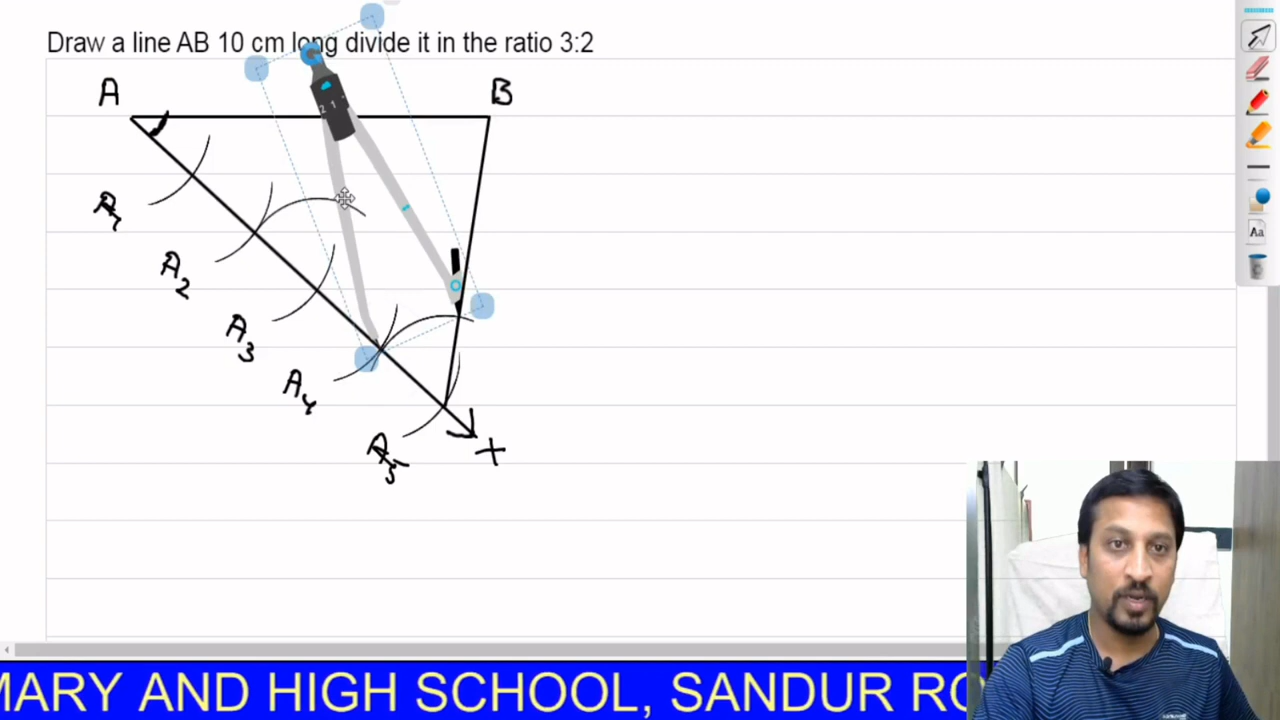 Draw a line AB 10 cm long divide it in the ratio 3:2
A B
A1
A2
A3
A4
A5
X
Aa
MARY AND HIGH SCHOOL, SANDUR RO